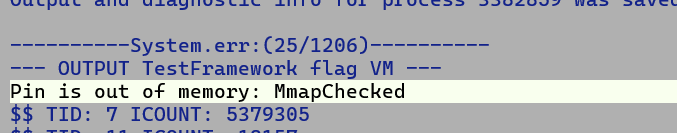 Output and diagnostic info for process 3382859 was saved
----------System.err:(25/1206)----------
--- OUTPUT TestFramework flag VM ---
Pin is out of memory: MmapChecked
$$ TID: 7 ICOUNT: 5379305
$$ TID: 11 ICOUNT: 18157